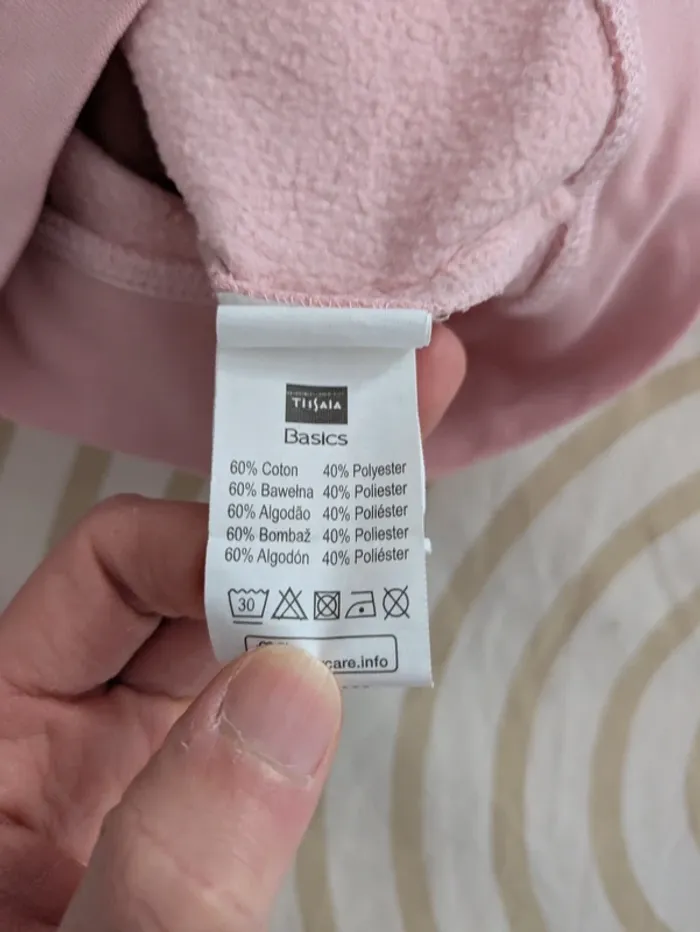 TISSAIA
Basics
60% Coton 40% Polyester
60% Bawełna 40% Poliester
60% Algodão 40% Poliéster
60% Bombaž 40% Poliester
60% Algodón 40% Poliéster
30
care.info